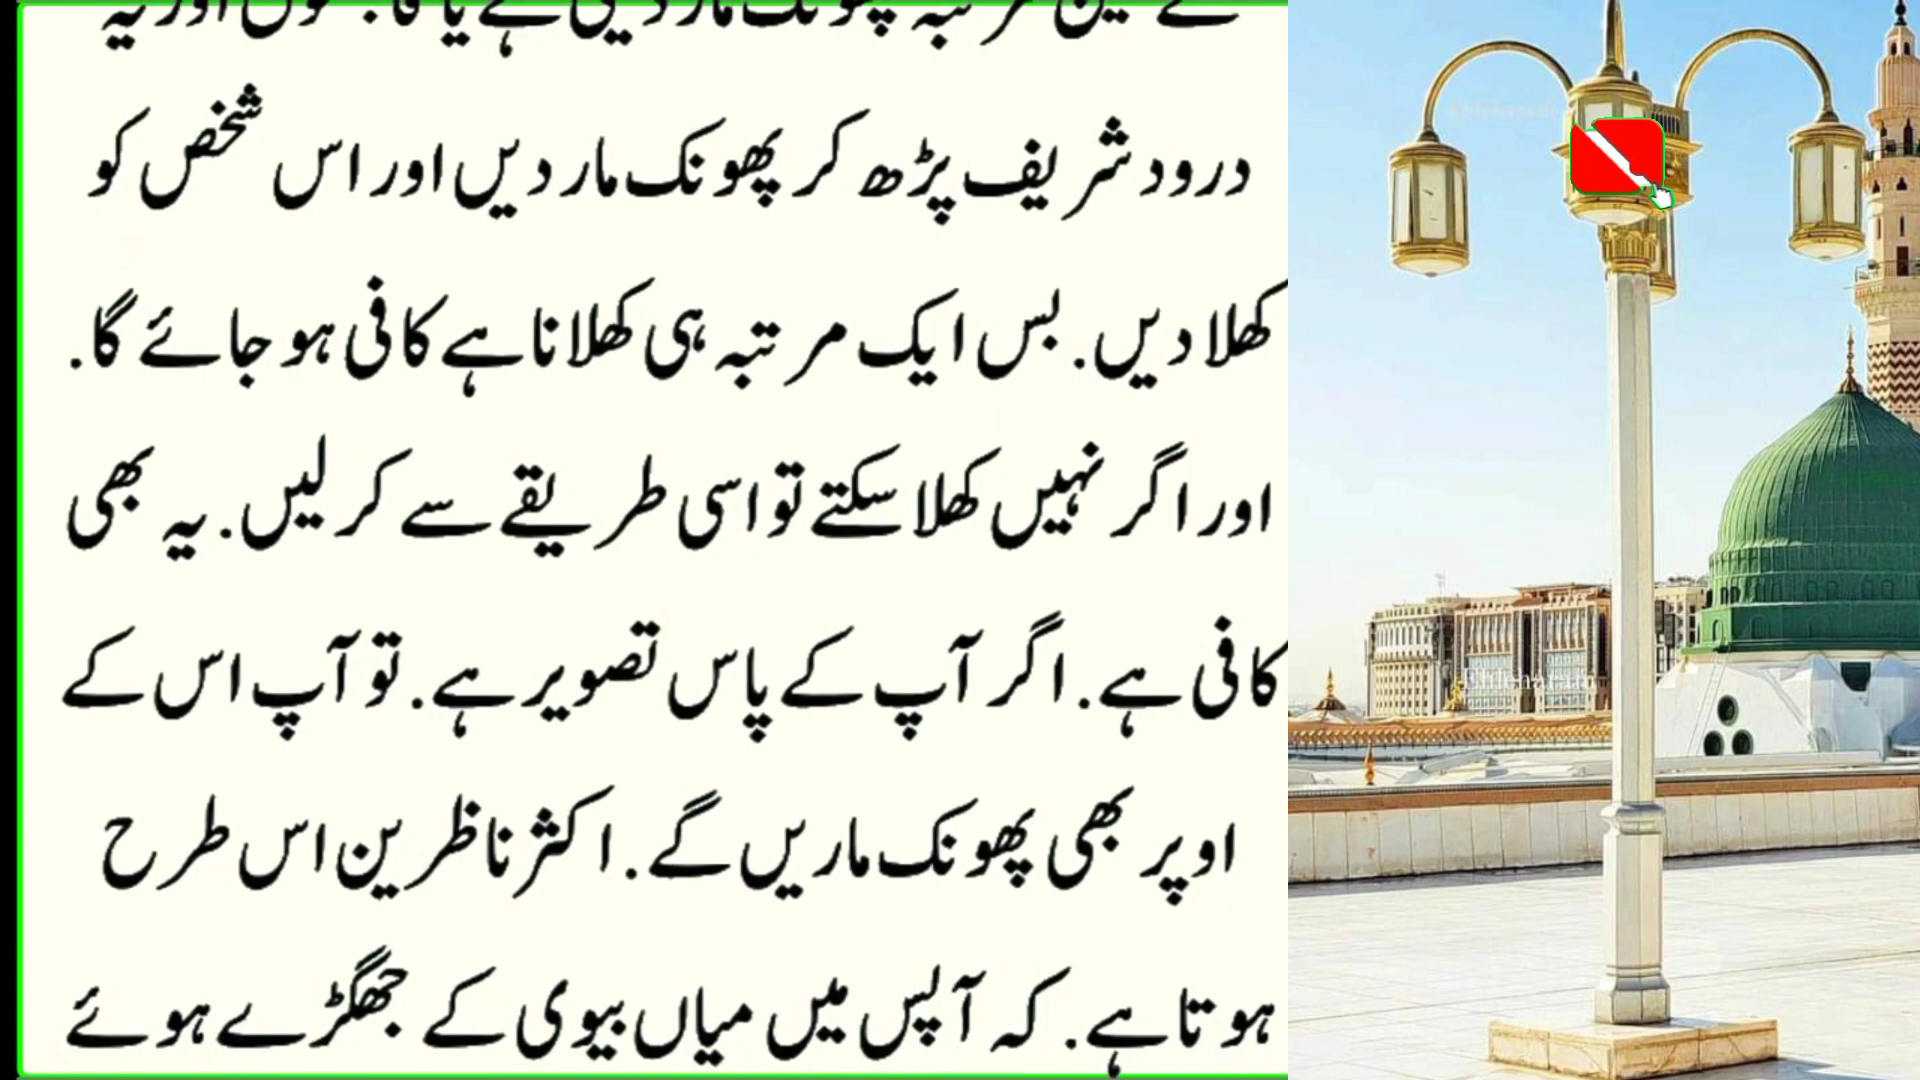 درود شریف پڑھ کر پھونک مار دیں اور اس شخص کو
کھلا دیں. بس ایک مرتبہ ہی کھلانا ہے کافی ہو جائے گا.
اور اگر نہیں کھلا سکتے تو اسی طریقے سے کر لیں. یہ بھی
کافی ہے. اگر آپ کے پاس تصویر ہے. تو آپ اس کے
اوپر بھی پھونک ماریں گے. اکثر ناظرین اس طرح
ہوتا ہے. کہ آپس میں میاں بیوی کے جھگڑے ہوئے